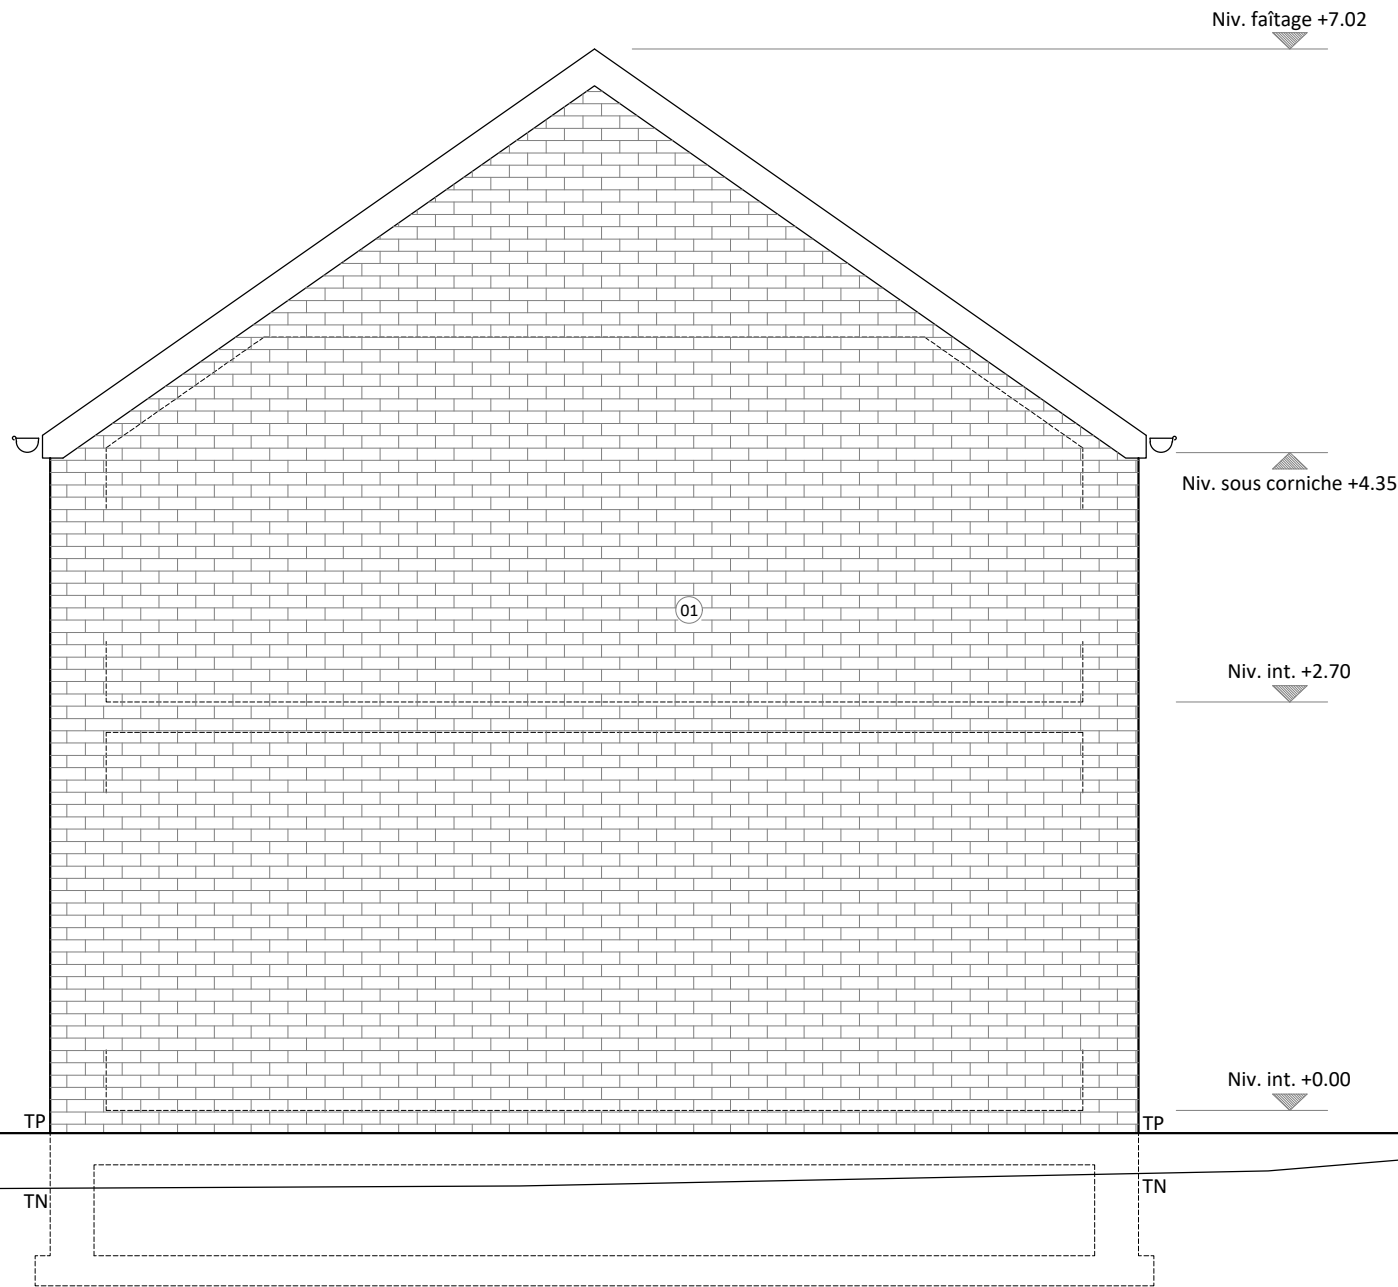 Niv. faîtage +7.02
Niv. sous corniche +4.35
01
Niv. int. +2.70
Niv. int. +0.00
TP
TP
TN
TN